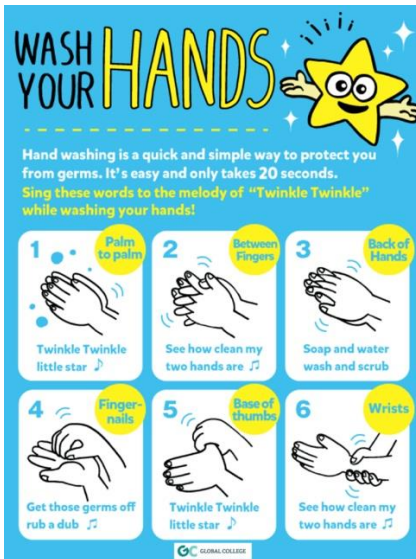 WASH
YOUR HANDS
Hand washing is a quick and simple way to protect you
from germs. It's easy and only takes 20 seconds.
Sing these words to the melody of "Twinkle Twinkle"
while washing your hands!
1
Palm
to palm
Twinkle Twinkle
little star ♪
2
Between
Fingers
See how clean my
two hands are ♫
3
Back of
Hands
Soap and water
wash and scrub
4
Finger-
nails
Get those germs off
rub a dub ♫
5
Base of
thumbs
Twinkle Twinkle
little star ♪
6
Wrists
See how clean my
two hands are ♫
GC GLOBAL COLLEGE